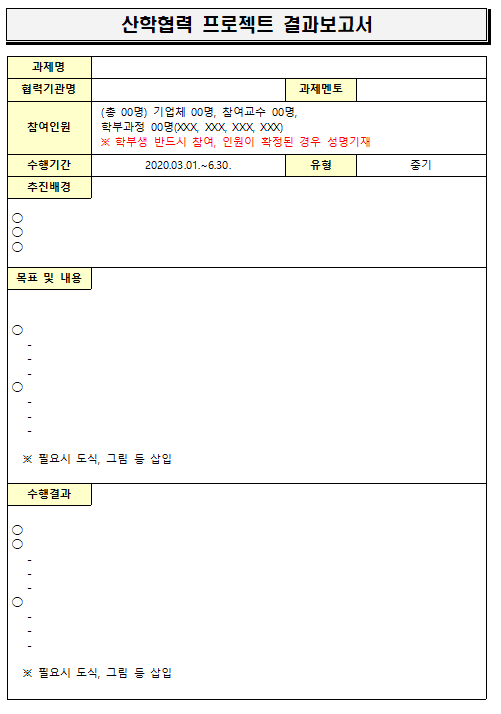 산학협력 프로젝트 결과보고서
과제명
협력기관명 과제멘토
참여인원
(총 00명) 기업체 00명, 참여교수 00명,
학부과정 00명(XXX, XXX, XXX, XXX)
※ 학부생 반드시 참여, 인원이 확정된 경우 성명기재
수행기간 2020.03.01.~6.30. 유형 중기
추진배경
○
○
○
목표 및 내용
○
-
-
-
○
-
-
-
※ 필요시 도식, 그림 등 삽입
수행결과
○
○
-
-
-
○
-
-
-
※ 필요시 도식, 그림 등 삽입